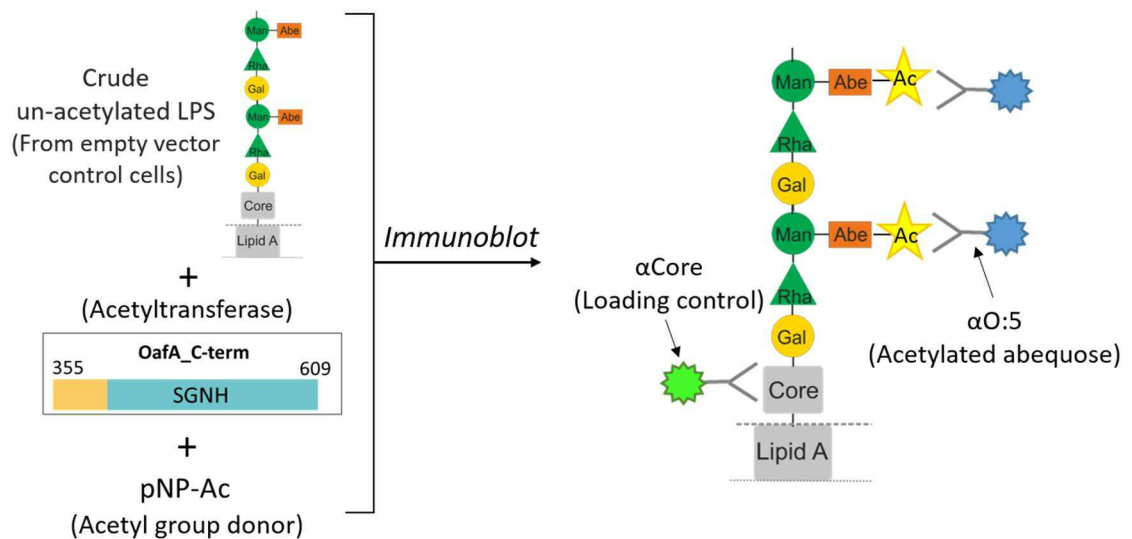 Man
Abe
Rha
Gal
Man
Abe
Rha
Gal
Core
Lipid A
Crude
un-acetylated LPS
(From empty vector
control cells)
+
(Acetyltransferase)
OafA_C-term
355
609
SGNH
+
pNP-Ac
(Acetyl group donor)
Immunoblot
Man
Abe
Ac
Rha
Gal
Man
Abe
Ac
Rha
Gal
Core
Lipid A
αCore
(Loading control)
αO:5
(Acetylated abequose)